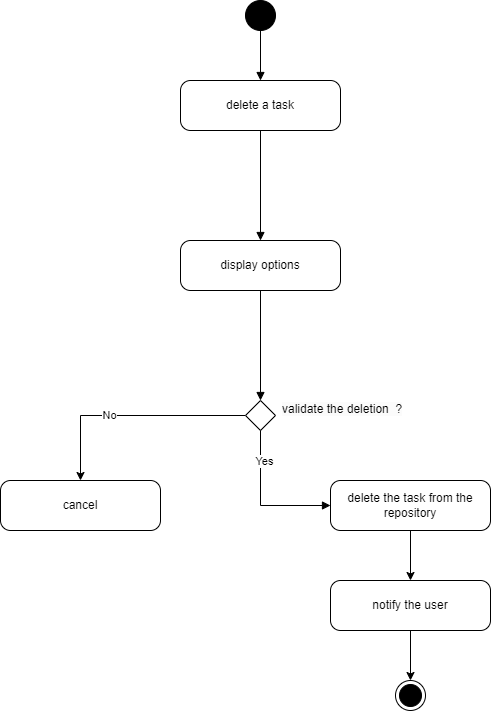 delete a task
display options
validate the deletion  ?
No
Yes
cancel
delete the task from the
repository
notify the user